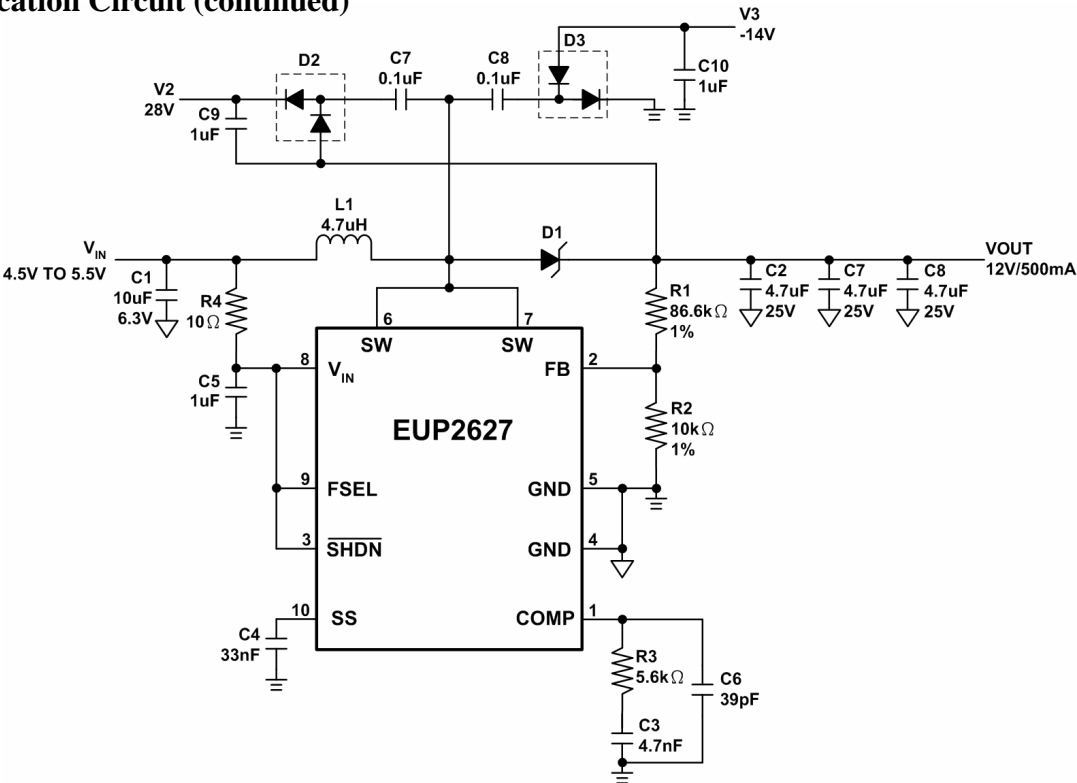 cation Circuit (continued)
V3
-14V
D3
C10
1uF
D2
C7
0.1uF
C8
0.1uF
V2
28V
C9
1uF
L1
4.7uH
D1
VIN
4.5V TO 5.5V
C1
10uF
6.3V
R4
10Ω
VOUT
12V/500mA
C2
4.7uF
25V
C7
4.7uF
25V
C8
4.7uF
25V
R1
86.6kΩ
1%
6
7
SW
SW
8
VIN
FB
2
C5
1uF
EUP2627
R2
10kΩ
1%
9
FSEL
GND
5
3
SHDN
GND
4
10
SS
COMP
1
C4
33nF
R3
5.6kΩ
C6
39pF
C3
4.7nF